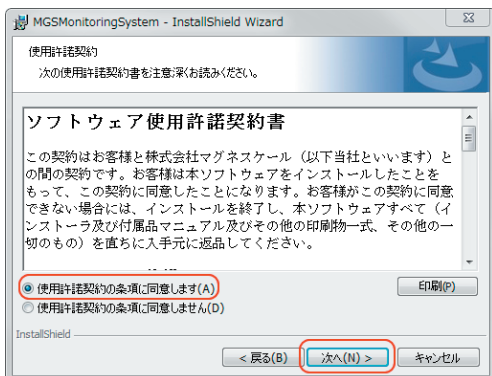 MGSMonitoringSystem - InstallShield Wizard
使用許諾契約
次の使用許諾契約書を注意深くお読みください。
ソフトウェア使用許諾契約書
この契約はお客様と株式会社マグネスケール（以下当社といいます）と
の間の契約です。お客様は本ソフトウェアをインストールしたことを
もって、この契約に同意したことになります。お客様がこの契約に同意
できない場合には、インストールを終了し、本ソフトウェアすべて（イ
ンストーラ及び付属品マニュアル及びその他の印刷物一式、その他の一
切のもの）を直ちに入手元に返品してください。
使用許諾契約の条項に同意します(A)
印刷(P)
使用許諾契約の条項に同意しません(D)
InstallShield
< 戻る(B)
次へ(N) >
キャンセル